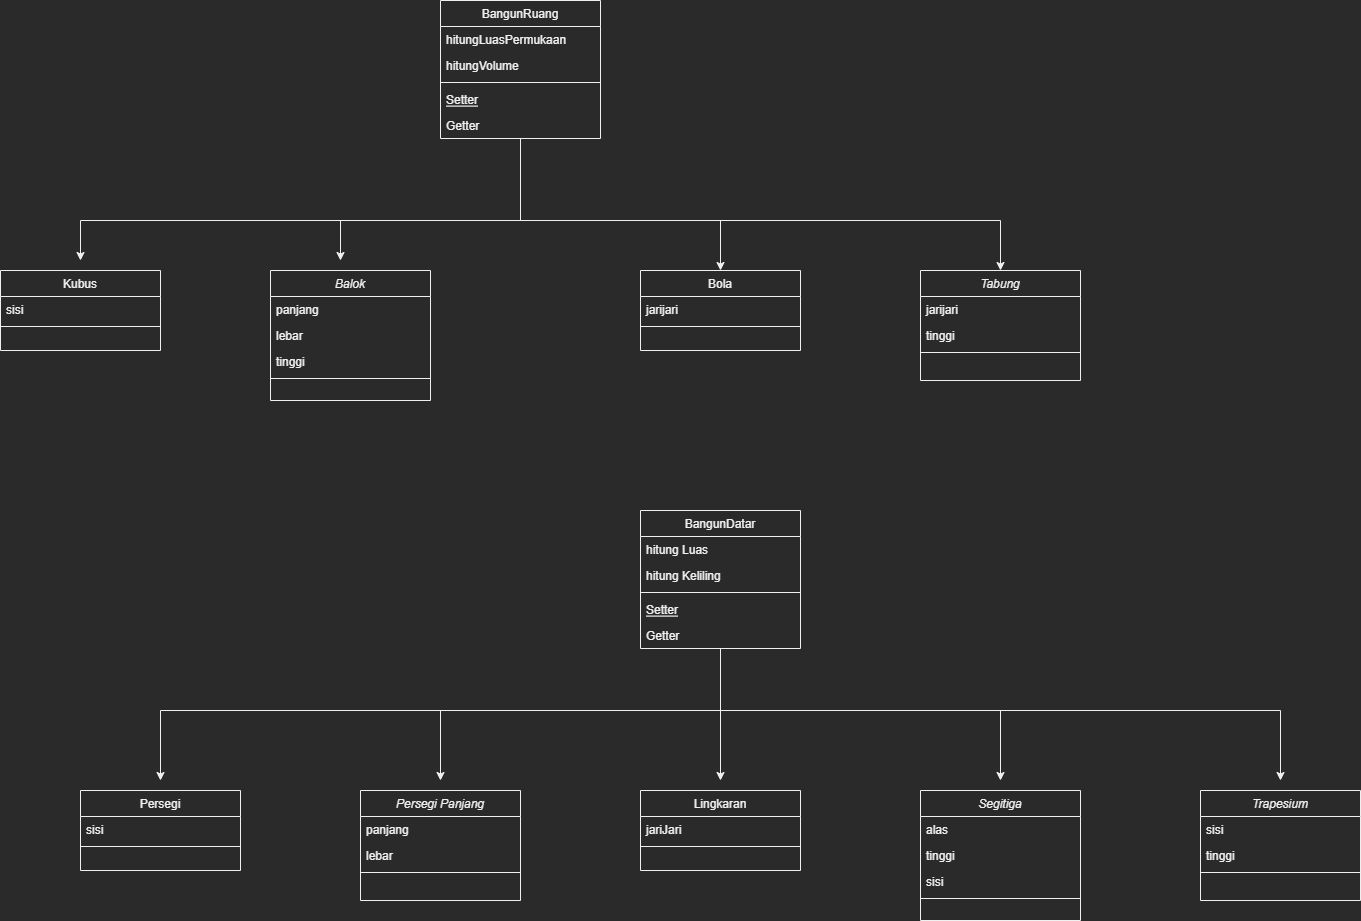 BangunRuang
hitungLuasPermukaan
hitungVolume
Setter
Getter
Kubus
sisi
Balok
panjang
lebar
tinggi
Bola
jarijari
Tabung
jarijari
tinggi
BangunDatar
hitung Luas
hitung Keliling
Setter
Getter
Persegi
sisi
Persegi Panjang
panjang
lebar
Lingkaran
jariJari
Segitiga
alas
tinggi
sisi
Trapesium
sisi
tinggi